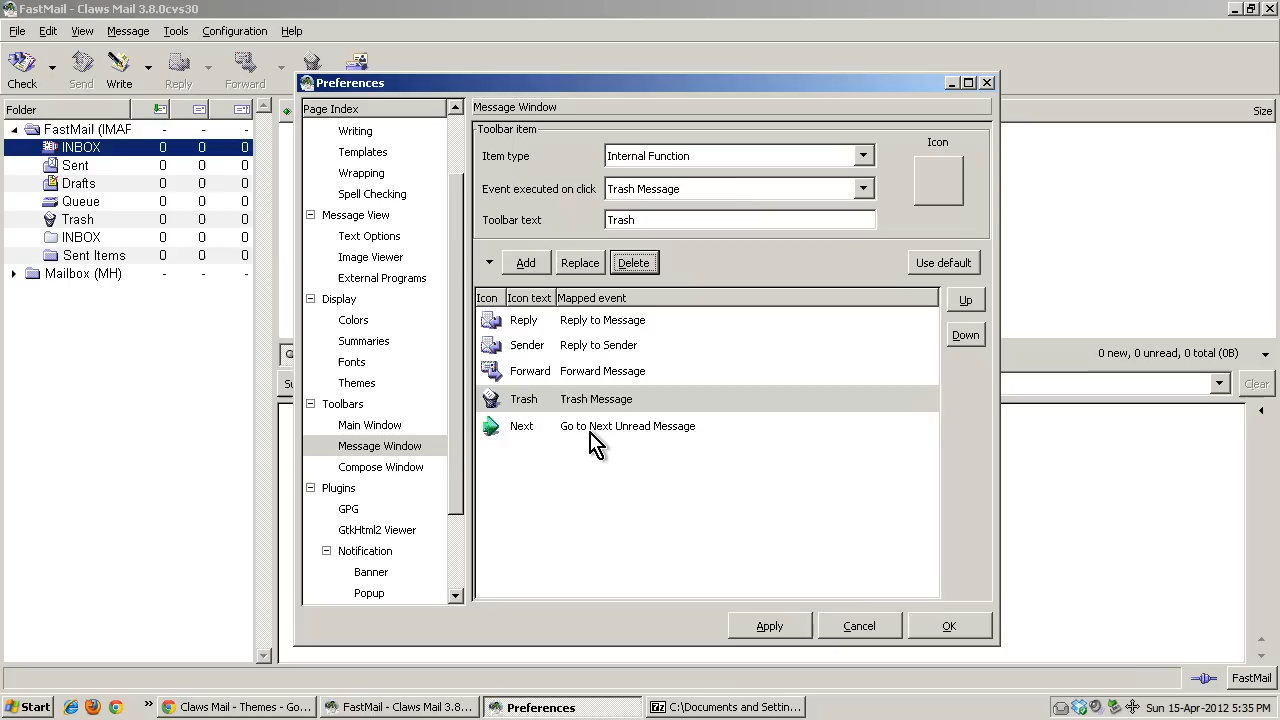 FastMail - Claws Mail 3.8.0cvs30
File Edit View Message Tools Configuration Help
Check Send Write Reply Forward
Folder
FastMail (IMAF - - -
INBOX 0 0 0
Sent 0 0 0
Drafts 0 0 0
Queue 0 0 0
Trash 0 0 0
INBOX 0 0 0
Sent Items 0 0 0
Mailbox (MH) - - -
Size
0 new, 0 unread, 0 total (0B)
Su
Clear
Preferences
Page Index
Writing
Templates
Wrapping
Spell Checking
Message View
Text Options
Image Viewer
External Programs
Display
Colors
Summaries
Fonts
Themes
Toolbars
Main Window
Message Window
Compose Window
Plugins
GPG
GtkHtml2 Viewer
Notification
Banner
Popup
Message Window
Toolbar item
Item type Internal Function
Icon
Event executed on click Trash Message
Toolbar text Trash
Add Replace Delete Use default
Icon Icon text Mapped event
Reply Reply to Message
Sender Reply to Sender
Forward Forward Message
Trash Trash Message
Next Go to Next Unread Message
Up
Down
Apply Cancel OK
FastMail
Start » Claws Mail - Themes - Go... FastMail - Claws Mail 3.8... Preferences C:\Documents and Settin... Sun 15-Apr-2012 5:35 PM